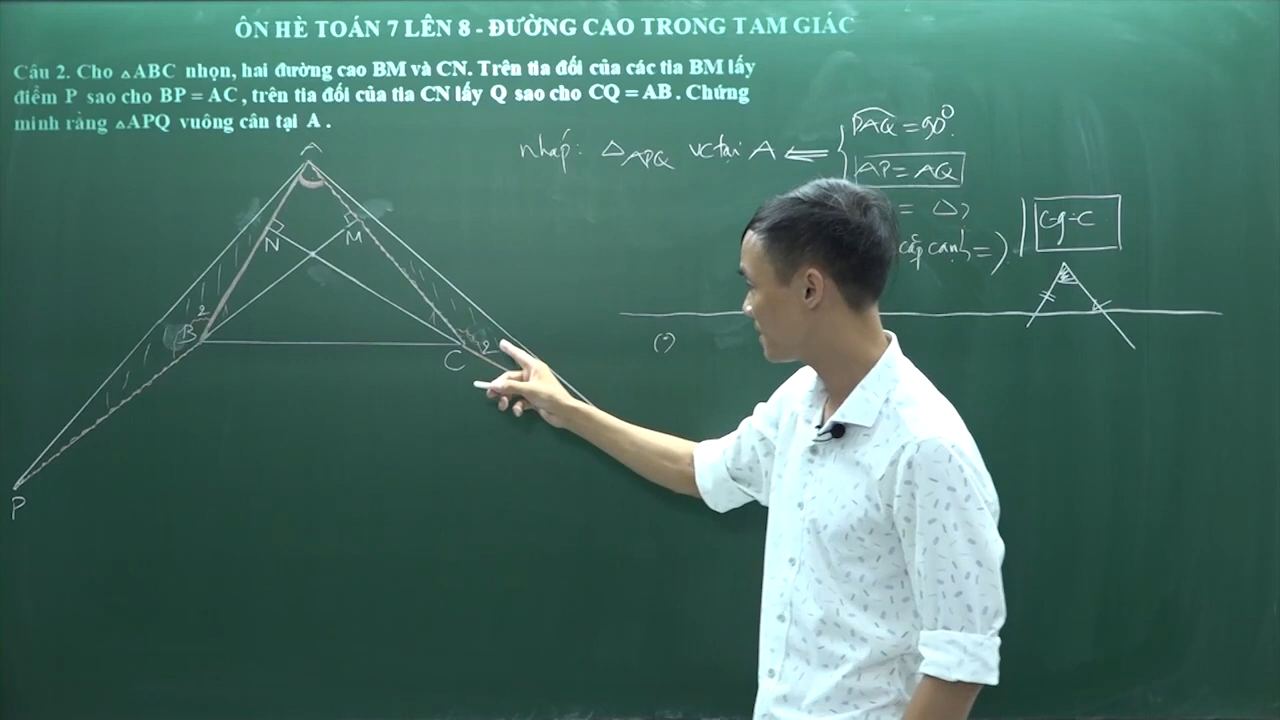 ÔN HÈ TOÁN 7 LÊN 8 - ĐƯỜNG CAO TRONG TAM GIÁC
Câu 2. Cho △ABC nhọn, hai đường cao BM và CN. Trên tia đối của các tia BM lấy
điểm P sao cho BP = AC, trên tia đối của tia CN lấy Q sao cho CQ = AB. Chứng
minh rằng △APQ vuông cân tại A.
PAQ = 90°
nháp: △APQ vc tại A ⟸
AP = AQ
= △
c-g-c
cặp cạnh =
A
N
M
2
B
C
2
P